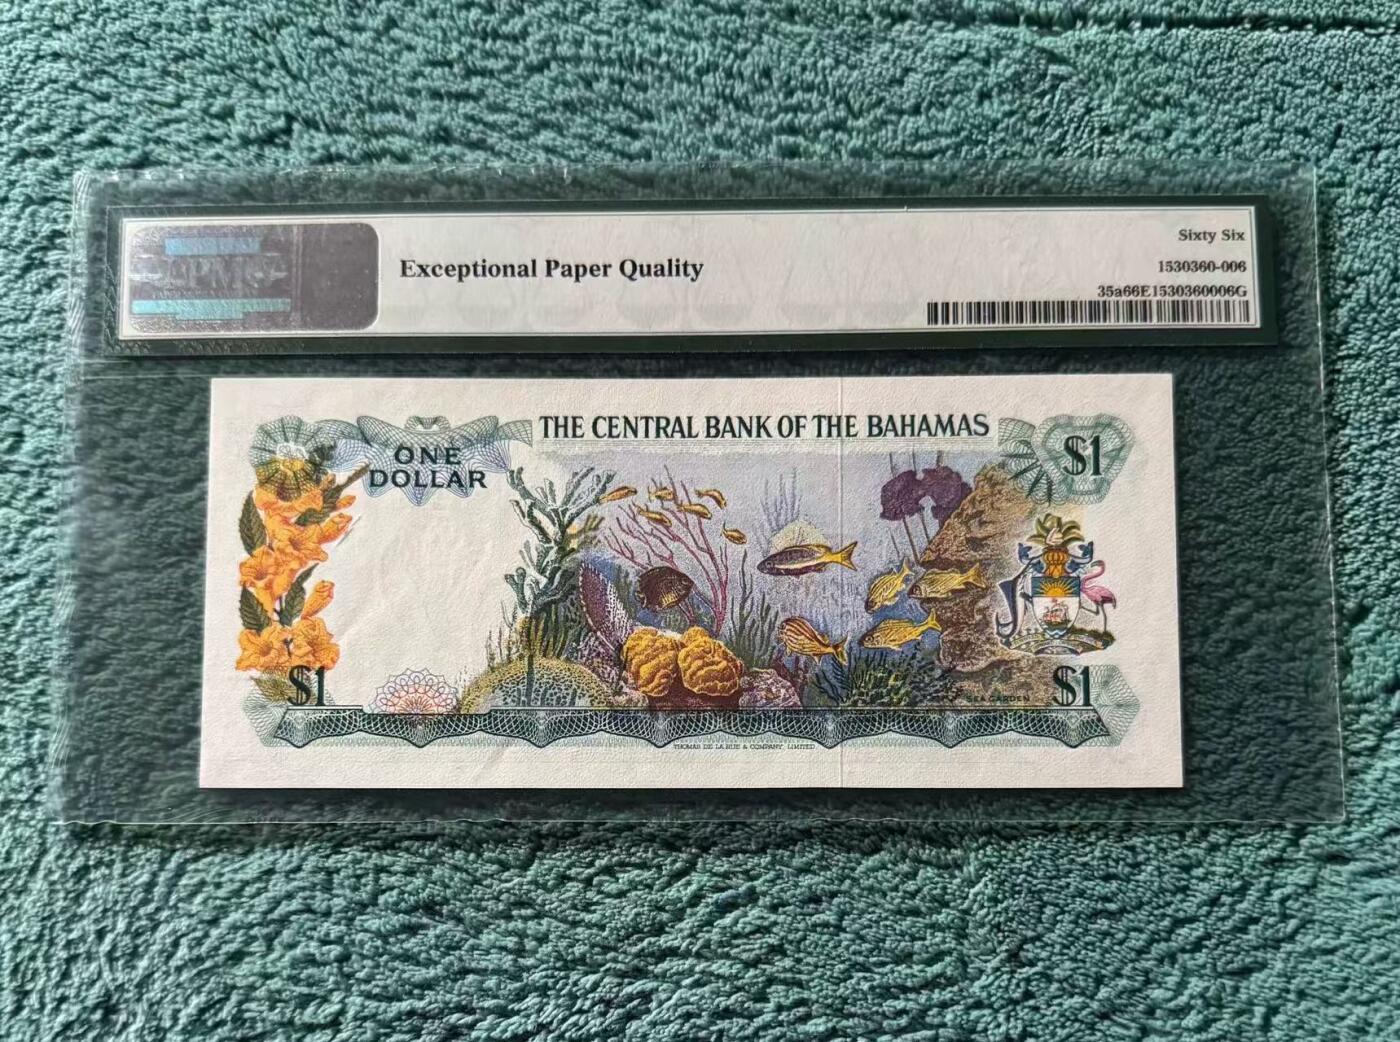 PMG
Exceptional Paper Quality
Sixty Six
1530360-006
35a66E1530360006G
THE CENTRAL BANK OF THE BAHAMAS
ONE
DOLLAR
$1
$1
SEA GARDEN
$1
THOMAS DE LA RUE & COMPANY, LIMITED